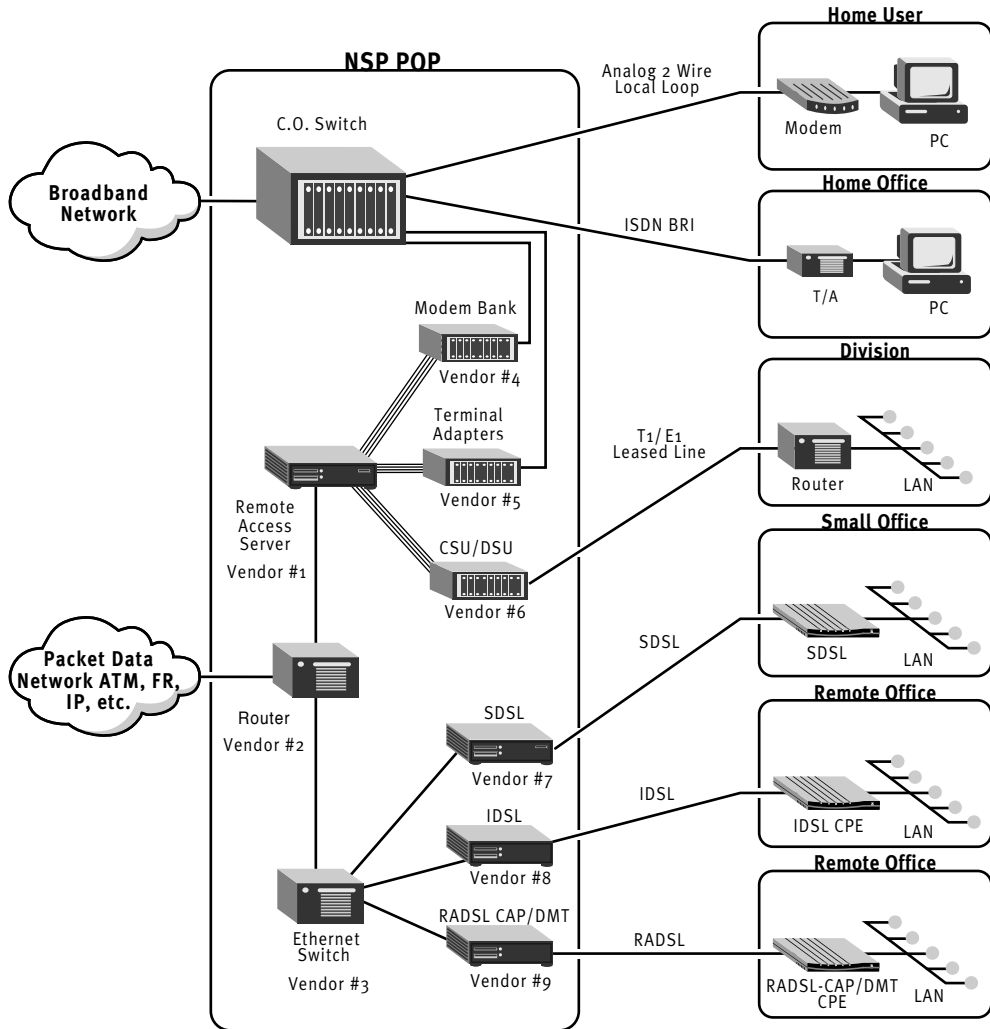 Home User
NSP POP
Analog 2 Wire
Local Loop
C.O. Switch
Modem
PC
Broadband
Network
Home Office
ISDN BRI
T/A
PC
Modem Bank
Vendor #4
Division
Terminal
Adapters
Vendor #5
T1/E1
Leased Line
Router
LAN
Remote
Access
Server
Vendor #1
CSU/DSU
Vendor #6
Small Office
SDSL
SDSL
LAN
Packet Data
Network ATM, FR,
IP, etc.
Router
Vendor #2
SDSL
Vendor #7
Remote Office
IDSL
IDSL CPE
LAN
IDSL
Vendor #8
Remote Office
RADSL CAP/DMT
Vendor #9
RADSL
RADSL-CAP/DMT
CPE
LAN
Ethernet
Switch
Vendor #3